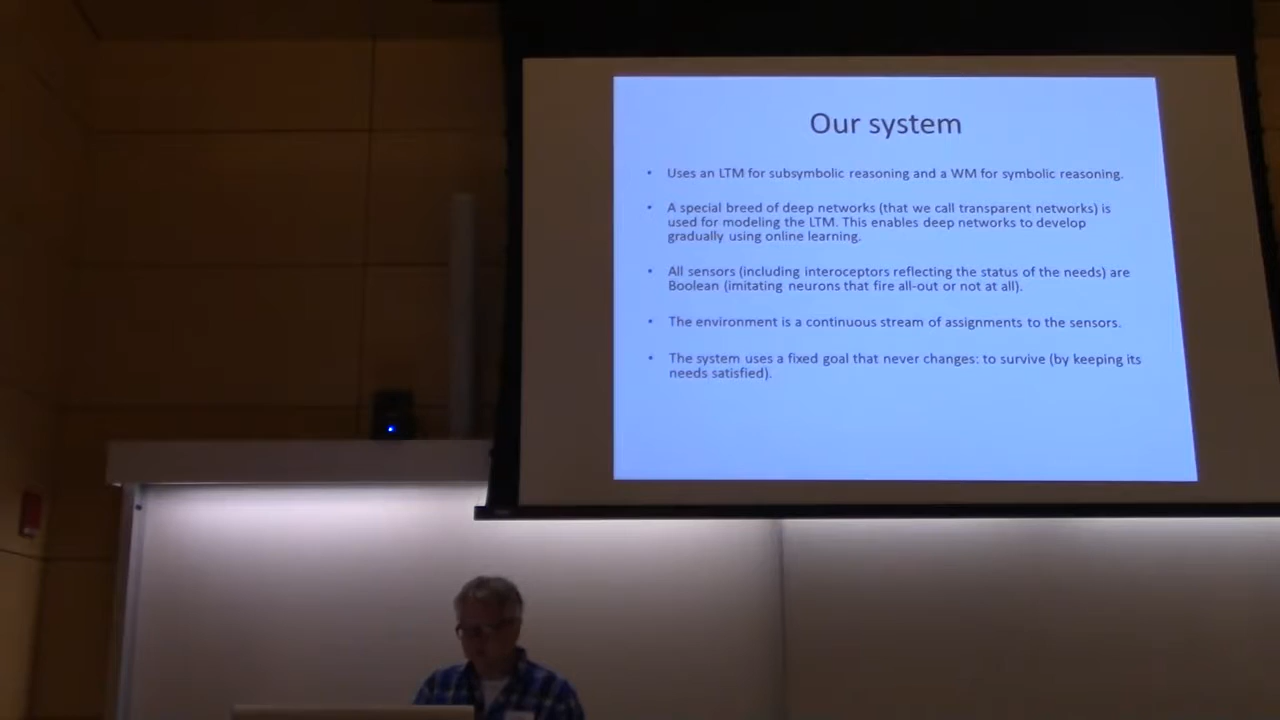 Our system
• Uses an LTM for subsymbolic reasoning and a WM for symbolic reasoning.
• A special breed of deep networks (that we call transparent networks) is
used for modeling the LTM. This enables deep networks to develop
gradually using online learning.
• All sensors (including interoceptors reflecting the status of the needs) are
Boolean (imitating neurons that fire all-out or not at all).
• The environment is a continuous stream of assignments to the sensors.
• The system uses a fixed goal that never changes: to survive (by keeping its
needs satisfied).